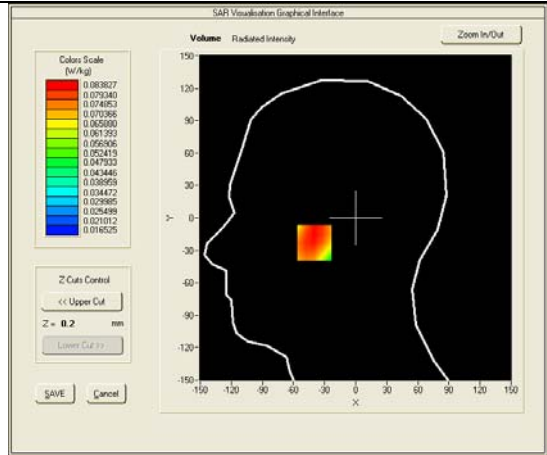 SAR Visualisation Graphical Interface
Volume Radiated Intensity
Zoom In/Out
Colors Scale
(W/kg)
0.083827
0.079340
0.074853
0.070366
0.065880
0.061393
0.056906
0.052419
0.047933
0.043446
0.038959
0.034472
0.029985
0.025499
0.021012
0.016525
Z-Cuts Control
<< Upper Cut
Z = 0.2 mm
Lower Cut >>
SAVE
Cancel
150-
120-
90-
60-
30-
0-
-30-
-60-
-90-
-120-
-150-
Y
-150 -120 -90 -60 -30 0 30 60 90 120 150
X